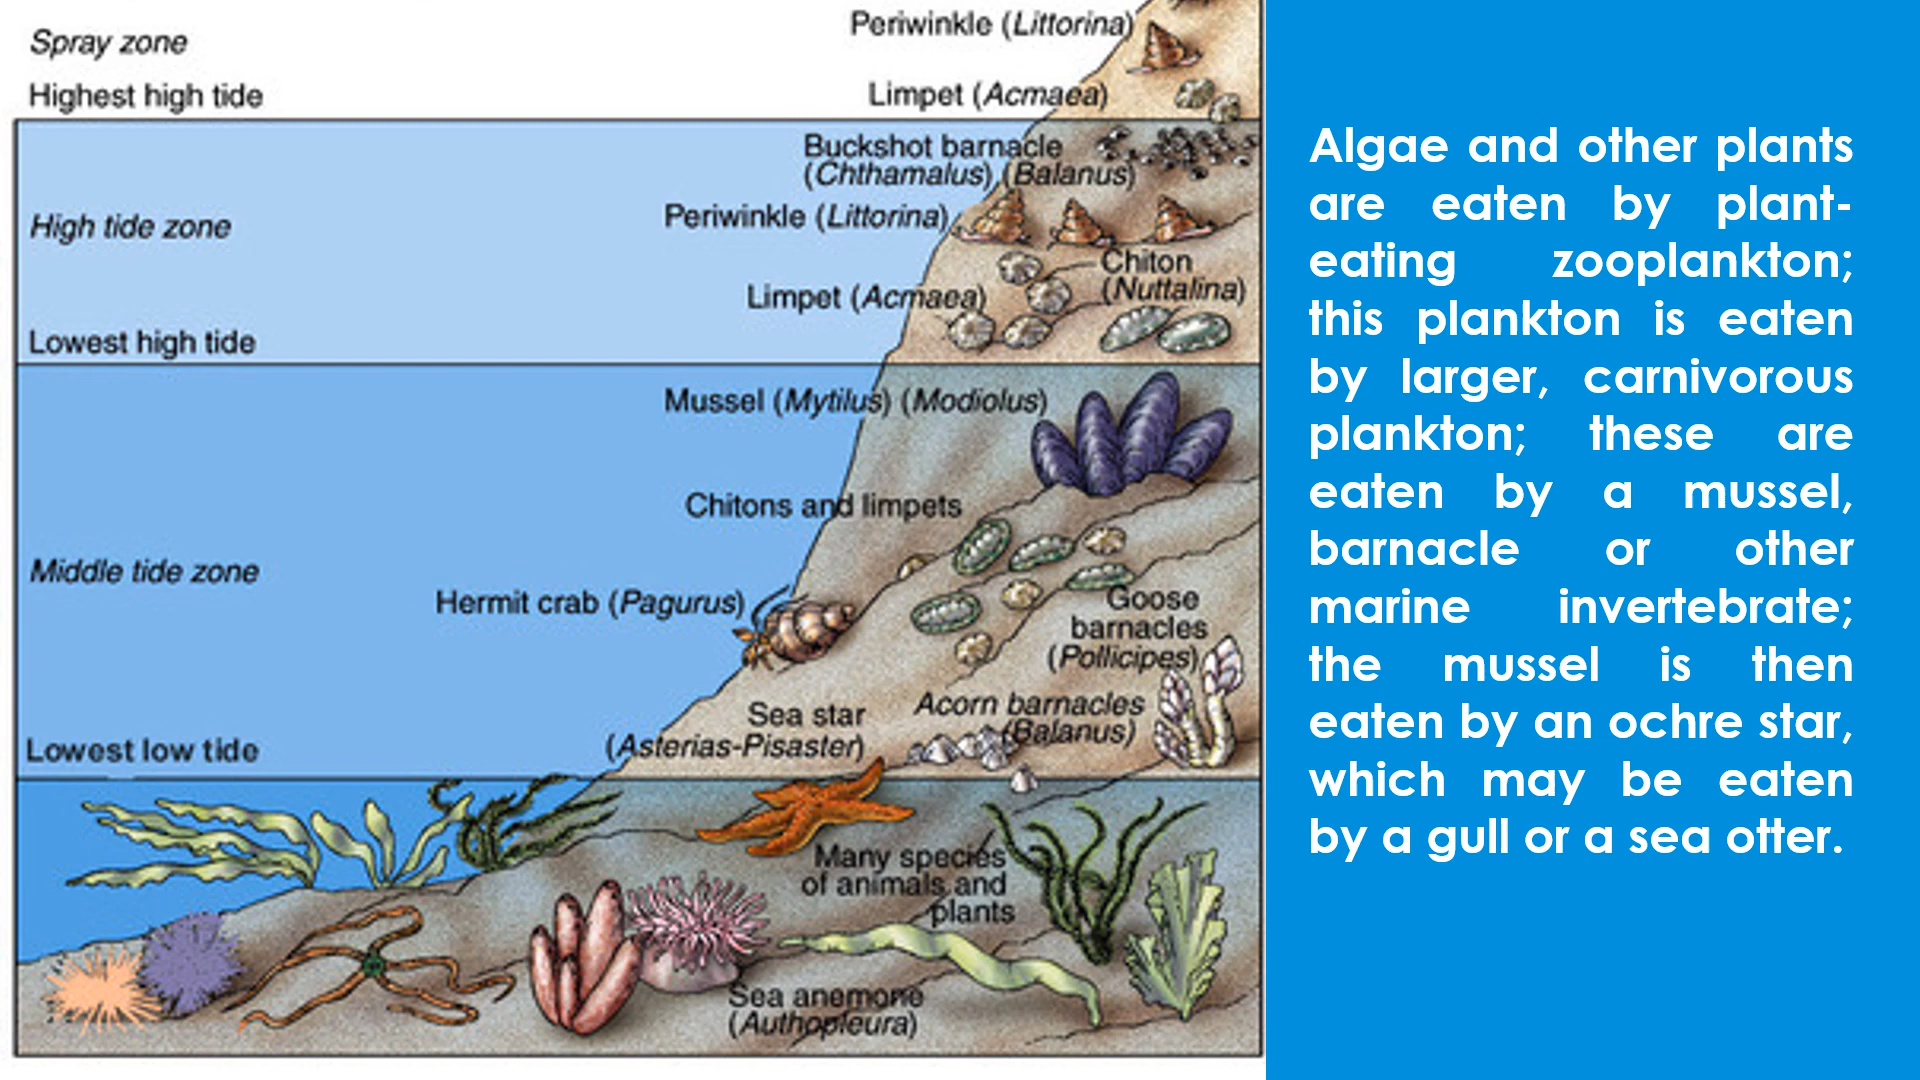 Spray zone
Highest high tide
High tide zone
Lowest high tide
Middle tide zone
Lowest low tide
Periwinkle (Littorina)
Limpet (Acmaea)
Buckshot barnacle
(Chthamalus) (Balanus)
Periwinkle (Littorina)
Chiton
(Nuttalina)
Limpet (Acmaea)
Mussel (Mytilus) (Modiolus)
Chitons and limpets
Hermit crab (Pagurus)
Goose
barnacles
(Pollicipes)
Acorn barnacles
(Balanus)
Sea star
(Asterias-Pisaster)
Many species
of animals and
plants
Sea anemone
(Authopleura)
Algae and other plants
are eaten by plant-
eating zooplankton;
this plankton is eaten
by larger, carnivorous
plankton; these are
eaten by a mussel,
barnacle or other
marine invertebrate;
the mussel is then
eaten by an ochre star,
which may be eaten
by a gull or a sea otter.